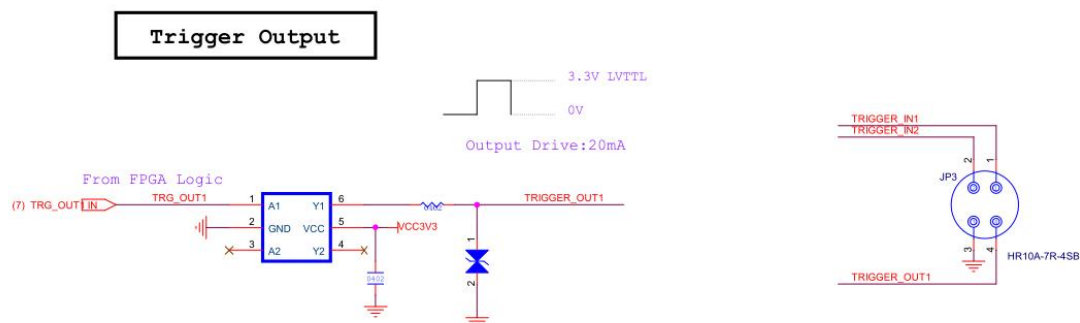 Trigger Output
3.3V LVTTL
0V
Output Drive:20mA
From FPGA Logic
(7) TRG_OUT1 IN
TRG_OUT1
1 A1 Y1 6
2 GND VCC 5
3 A2 Y2 4
VCC3V3
0402
TRIGGER_OUT1
1
2
TRIGGER_IN1
TRIGGER_IN2
2
1
JP3
3
4
HR10A-7R-4SB
TRIGGER_OUT1